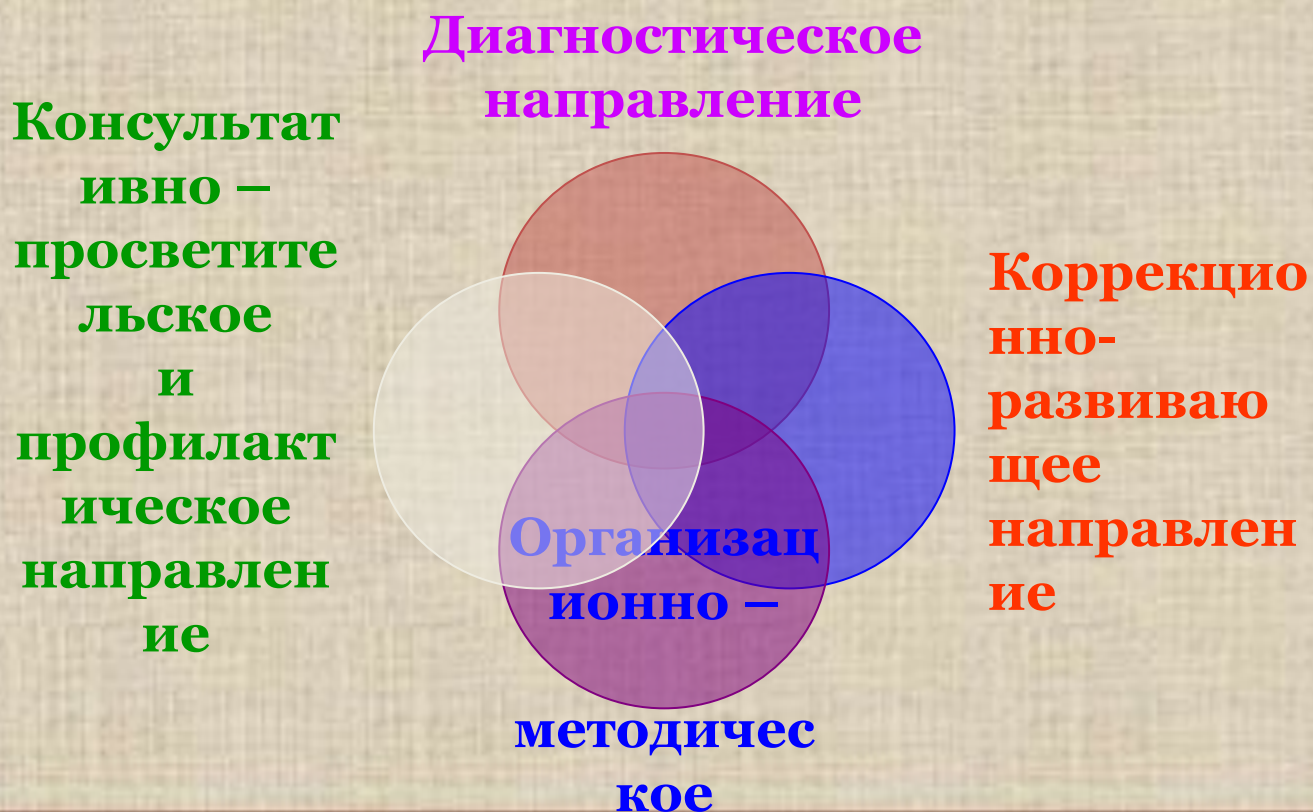 Диагностическое
направление
Консультат
ивно –
просветите
льское
и
профилакт
ическое
направлен
ие
Коррекцио
нно-
развиваю
щее
направлен
ие
Организац
ионно –
методичес
кое